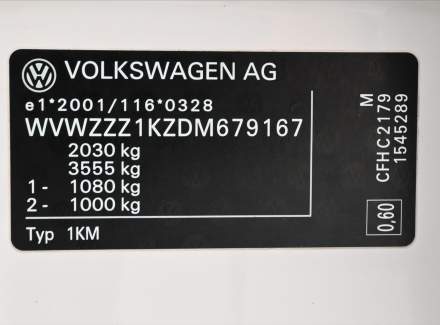 VOLKSWAGEN AG
e1*2001/116*0328
WVWZZZ1KZDM679167
2030 kg
3555 kg
1 - 1080 kg
2 - 1000 kg
Typ 1KM
M
CFHC2179
1545289
0,60